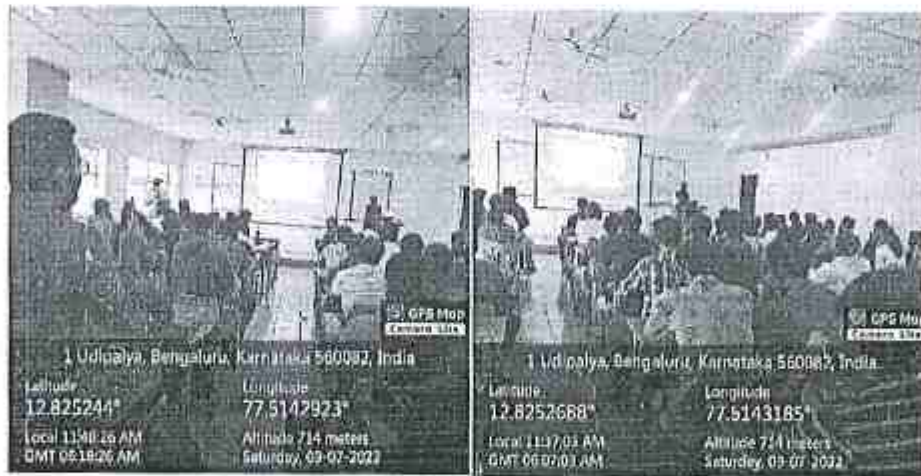 GPS Map
Camera Lite
1 Udipalya, Bengaluru, Karnataka 560082, India
Latitude
12.825244°
Longitude
77.5142923°
Local 11:48:26 AM
GMT 06:18:26 AM
Altitude 714 meters
Saturday, 09-07-2022
GPS Map
Camera Lite
1 Udipalya, Bengaluru, Karnataka 560082, India
Latitude
12.8252688°
Longitude
77.5143185°
Local 11:37:03 AM
GMT 06:07:03 AM
Altitude 714 meters
Saturday, 09-07-2022